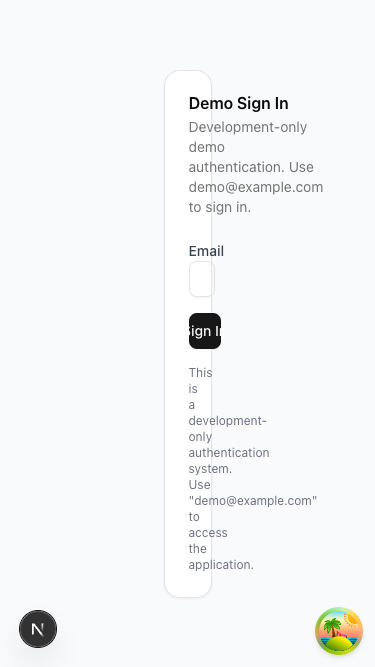 Demo Sign In
Development-only
demo
authentication. Use
demo@example.com
to sign in.
Email
Sign In
This
is
a
development-
only
authentication
system.
Use
"demo@example.com"
to
access
the
application.
N